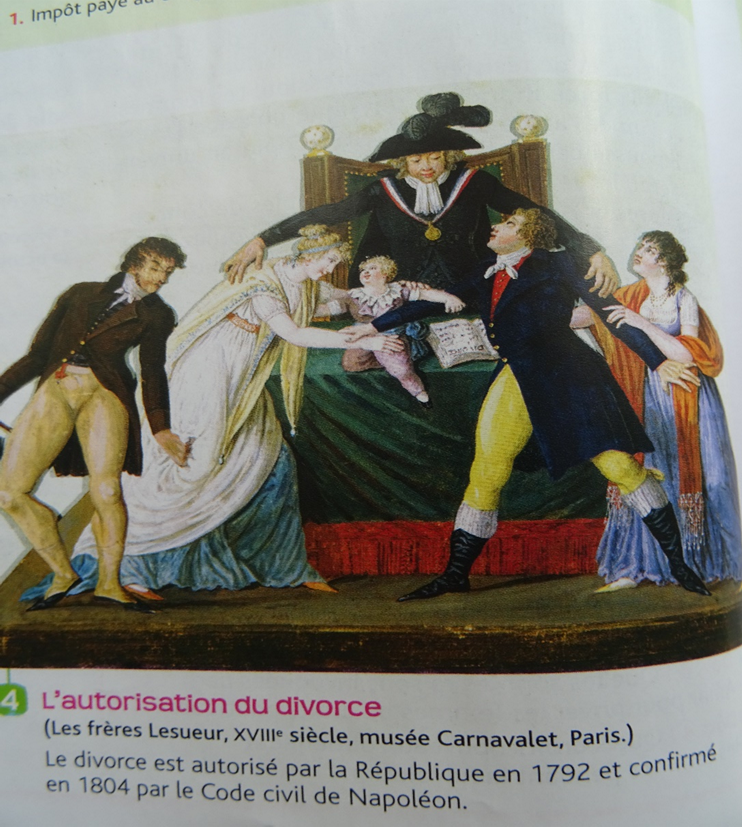 1. Impôt payé au
4 L'autorisation du divorce
(Les frères Lesueur, XVIIIe siècle, musée Carnavalet, Paris.)
Le divorce est autorisé par la République en 1792 et confirmé
en 1804 par le Code civil de Napoléon.